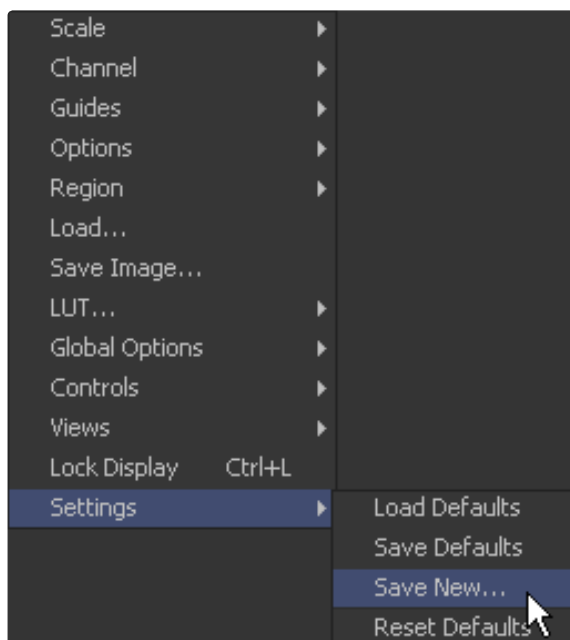 Scale
Channel
Guides
Options
Region
Load...
Save Image...
LUT...
Global Options
Controls
Views
Lock Display Ctrl+L
Settings
Load Defaults
Save Defaults
Save New...
Reset Defaults